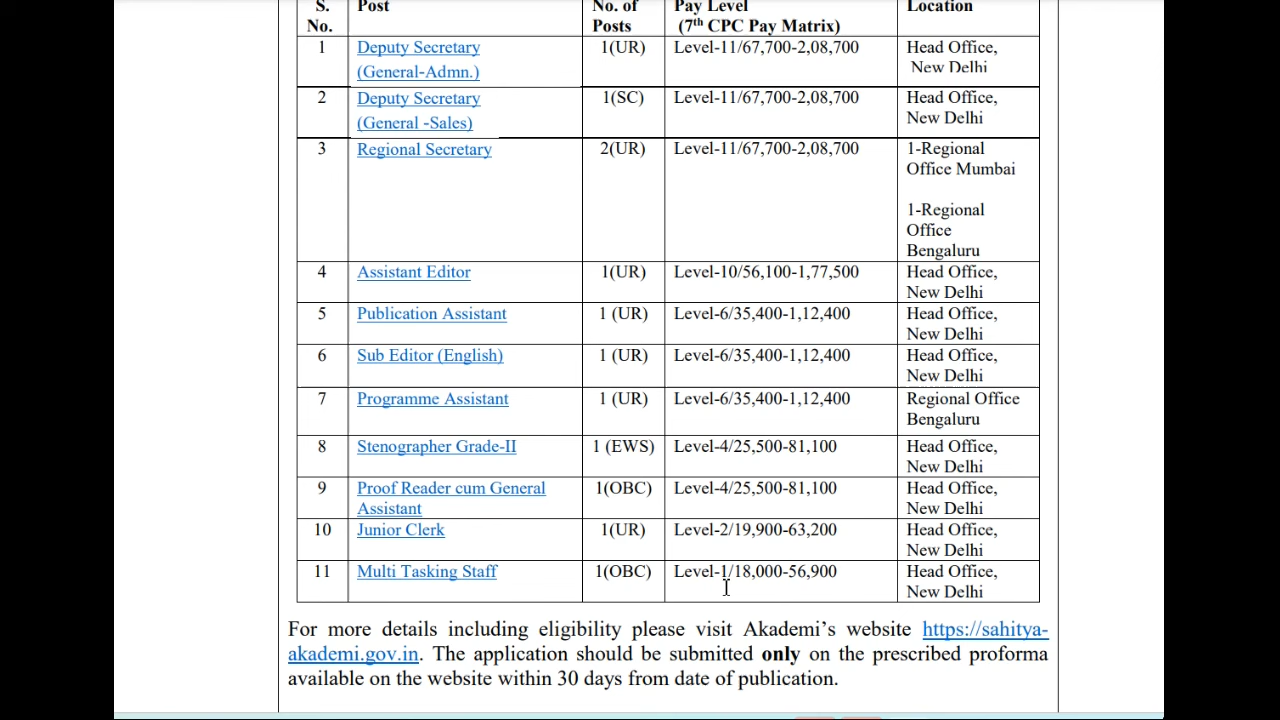 S. Post No. of Pay Level Location
No. Posts (7th CPC Pay Matrix)
1 Deputy Secretary 1(UR) Level-11/67,700-2,08,700 Head Office,
(General-Admn.) New Delhi
2 Deputy Secretary 1(SC) Level-11/67,700-2,08,700 Head Office,
(General -Sales) New Delhi
3 Regional Secretary 2(UR) Level-11/67,700-2,08,700 1-Regional
Office Mumbai
1-Regional
Office
Bengaluru
4 Assistant Editor 1(UR) Level-10/56,100-1,77,500 Head Office,
New Delhi
5 Publication Assistant 1 (UR) Level-6/35,400-1,12,400 Head Office,
New Delhi
6 Sub Editor (English) 1 (UR) Level-6/35,400-1,12,400 Head Office,
New Delhi
7 Programme Assistant 1 (UR) Level-6/35,400-1,12,400 Regional Office
Bengaluru
8 Stenographer Grade-II 1 (EWS) Level-4/25,500-81,100 Head Office,
New Delhi
9 Proof Reader cum General 1(OBC) Level-4/25,500-81,100 Head Office,
Assistant New Delhi
10 Junior Clerk 1(UR) Level-2/19,900-63,200 Head Office,
New Delhi
11 Multi Tasking Staff 1(OBC) Level-1/18,000-56,900 Head Office,
New Delhi
For more details including eligibility please visit Akademi's website https://sahitya-
akademi.gov.in. The application should be submitted only on the prescribed proforma
available on the website within 30 days from date of publication.